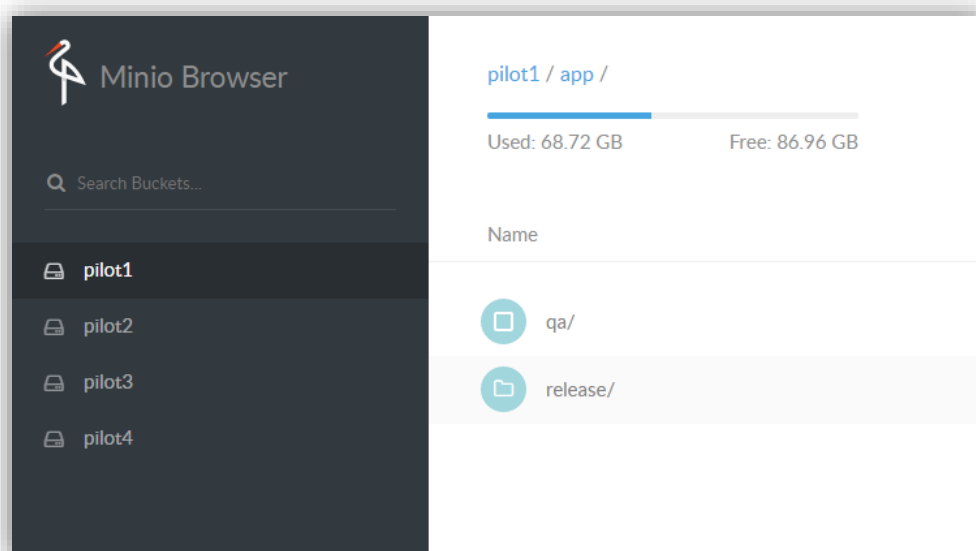 Minio Browser
Search Buckets...
pilot1
pilot2
pilot3
pilot4
pilot1 / app /
Used: 68.72 GB Free: 86.96 GB
Name
qa/
release/